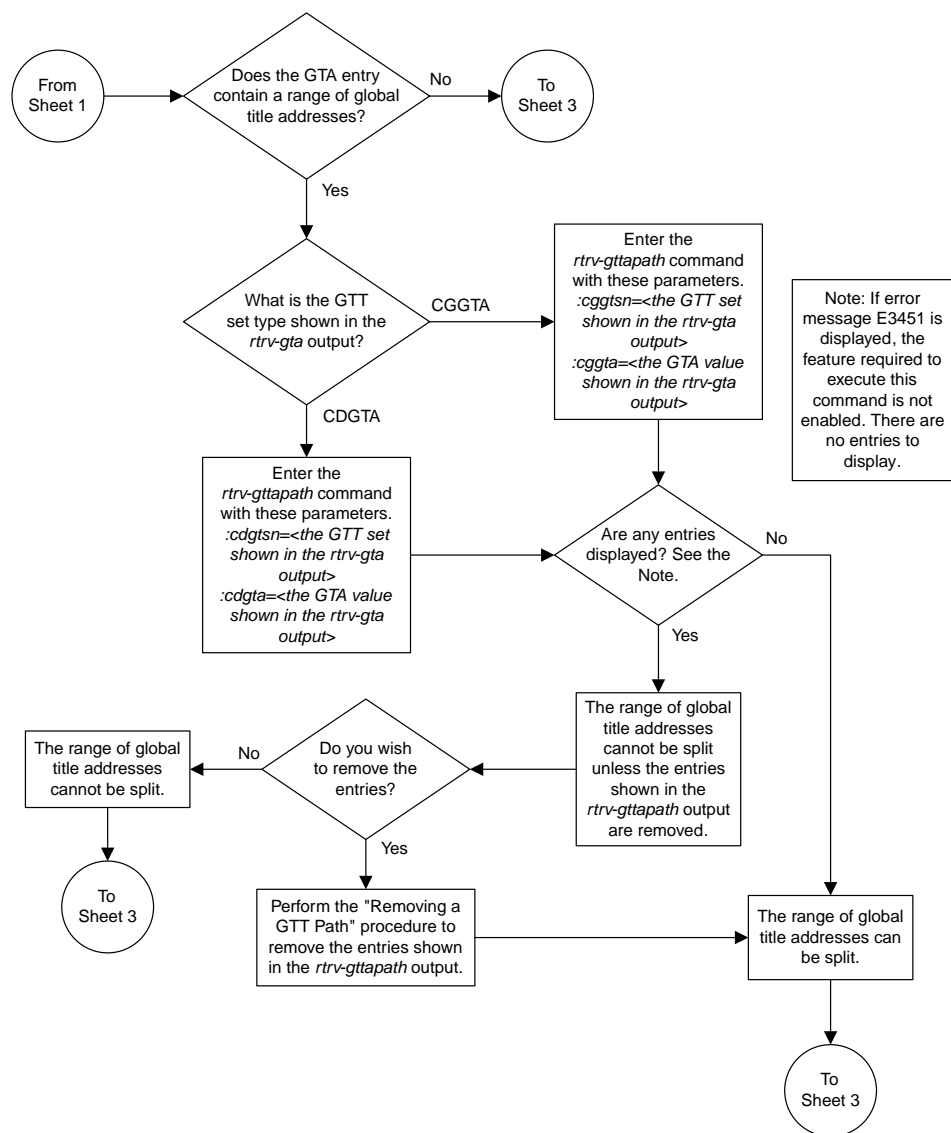 From
Sheet 1
Does the GTA entry
contain a range of global
title addresses?
No
To
Sheet 3
Yes
What is the GTT
set type shown in the
rtrv-gta output?
CGGTA
Enter the
rtrv-gttapath command
with these parameters.
:cggtsn=<the GTT set
shown in the rtrv-gta
output>
:cggta=<the GTA value
shown in the rtrv-gta
output>
Note: If error
message E3451 is
displayed, the
feature required to
execute this
command is not
enabled. There are
no entries to
display.
CDGTA
Enter the
rtrv-gttapath command
with these parameters.
:cdgtsn=<the GTT set
shown in the rtrv-gta
output>
:cdgta=<the GTA value
shown in the rtrv-gta
output>
Are any entries
displayed? See the
Note.
No
Yes
The range of global
title addresses
cannot be split
unless the entries
shown in the
rtrv-gttapath output
are removed.
Do you wish
to remove the
entries?
No
The range of global
title addresses
cannot be split.
To
Sheet 3
Yes
Perform the "Removing a
GTT Path" procedure to
remove the entries shown
in the rtrv-gttapath output.
The range of global
title addresses can
be split.
To
Sheet 3